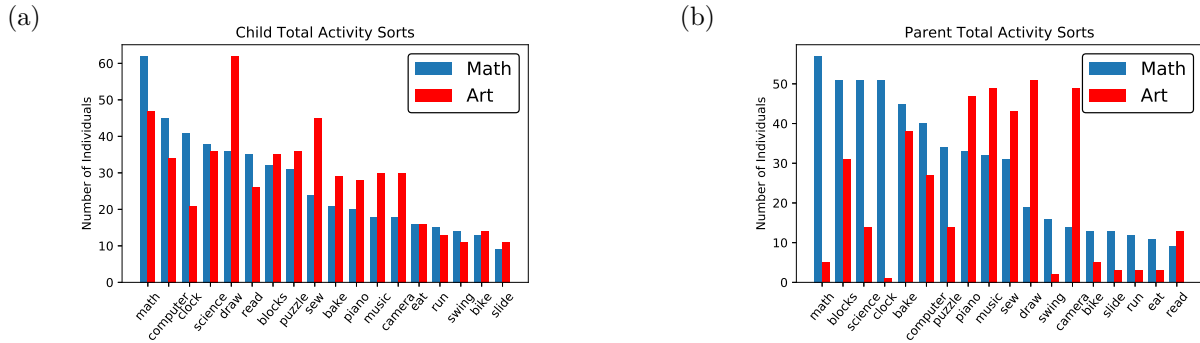 (a)
Child Total Activity Sorts
Number of Individuals
60
50
40
30
20
10
0
Math
Art
math
computer
clock
science
draw
read
blocks
puzzle
sew
bake
piano
music
camera
eat
run
swing
bike
slide
(b)
Parent Total Activity Sorts
Number of Individuals
50
40
30
20
10
0
Math
Art
math
blocks
science
clock
bake
computer
puzzle
piano
music
sew
draw
swing
camera
bike
slide
run
eat
read